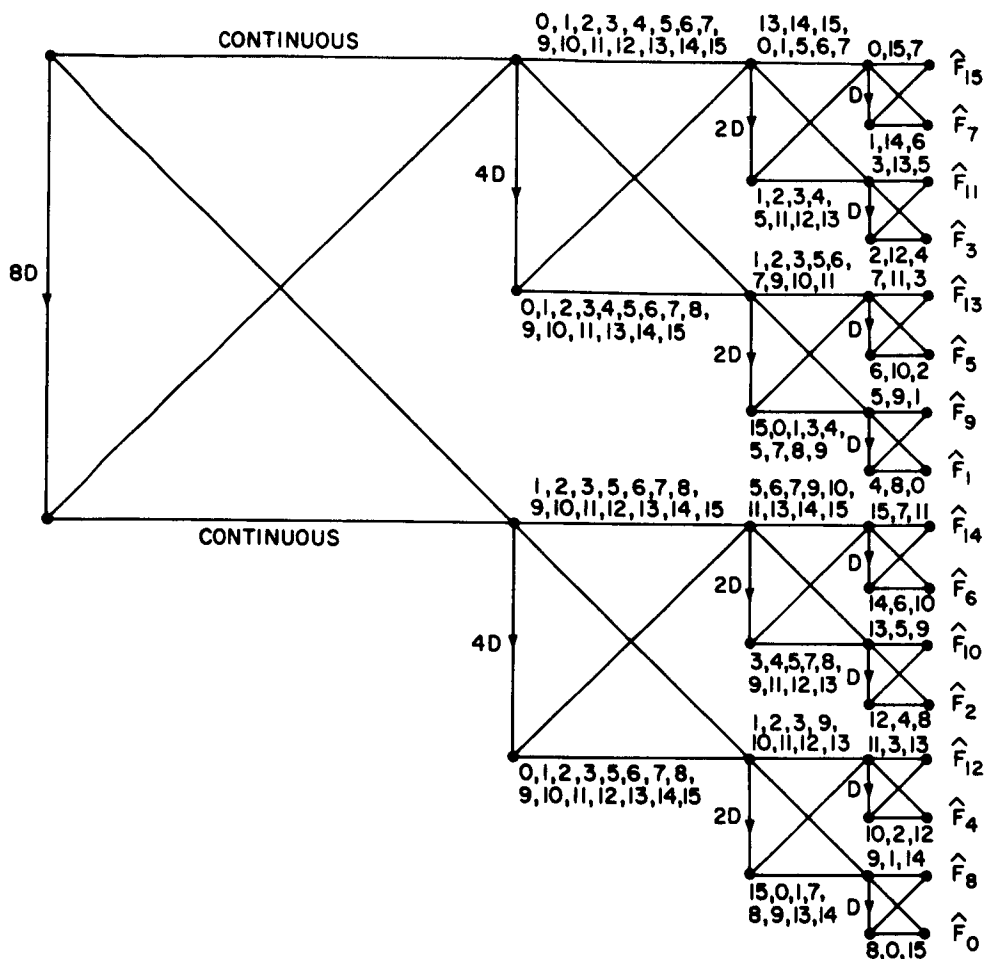 CONTINUOUS
0,1,2,3,4,5,6,7,
9,10,11,12,13,14,15
13,14,15,
0,1,5,6,7
0,15,7
F̂15
D
F̂7
1,14,6
2D
3,13,5
F̂11
4D
1,2,3,4,
5,11,12,13
D
F̂3
2,12,4
8D
1,2,3,5,6,
7,9,10,11
7,11,3
F̂13
0,1,2,3,4,5,6,7,8,
9,10,11,13,14,15
D
F̂5
2D
6,10,2
5,9,1
F̂9
15,0,1,3,4,
5,7,8,9
D
F̂1
4,8,0
CONTINUOUS
1,2,3,5,6,7,8,
9,10,11,12,13,14,15
5,6,7,9,10,
11,13,14,15
15,7,11
F̂14
D
F̂6
2D
14,6,10
13,5,9
F̂10
4D
3,4,5,7,8,
9,11,12,13
D
F̂2
12,4,8
1,2,3,9,
10,11,12,13
11,3,13
F̂12
0,1,2,3,5,6,7,8,
9,10,11,12,13,14,15
D
F̂4
2D
10,2,12
9,1,14
F̂8
15,0,1,7,
8,9,13,14
D
F̂0
8,0,15